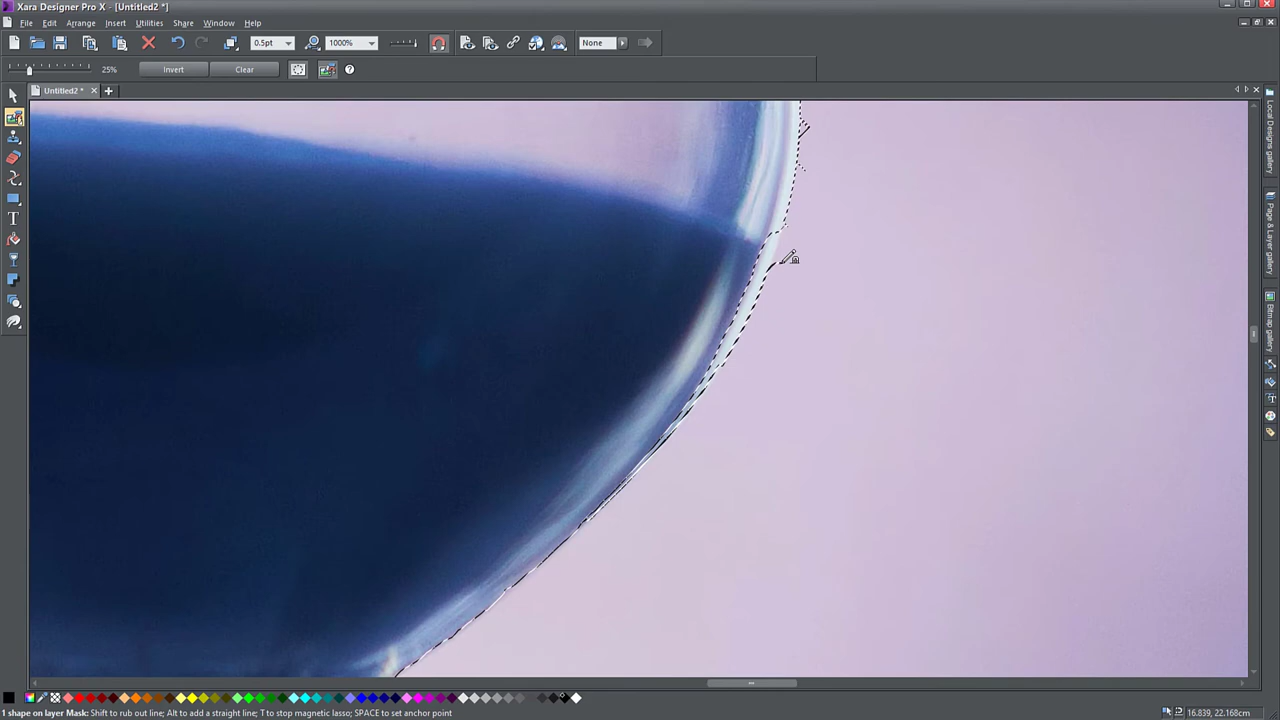 Xara Designer Pro X - [Untitled2 *]
File Edit Arrange Insert Utilities Share Window Help
0.5pt 1000% None
25% Invert Clear
Untitled2 *
Local Designs gallery
Page & Layer gallery
Bitmap gallery
T
1 shape on layer Mask: Shift to rub out line; Alt to add a straight line; T to stop magnetic lasso; SPACE to set anchor point
16.839, 22.168cm